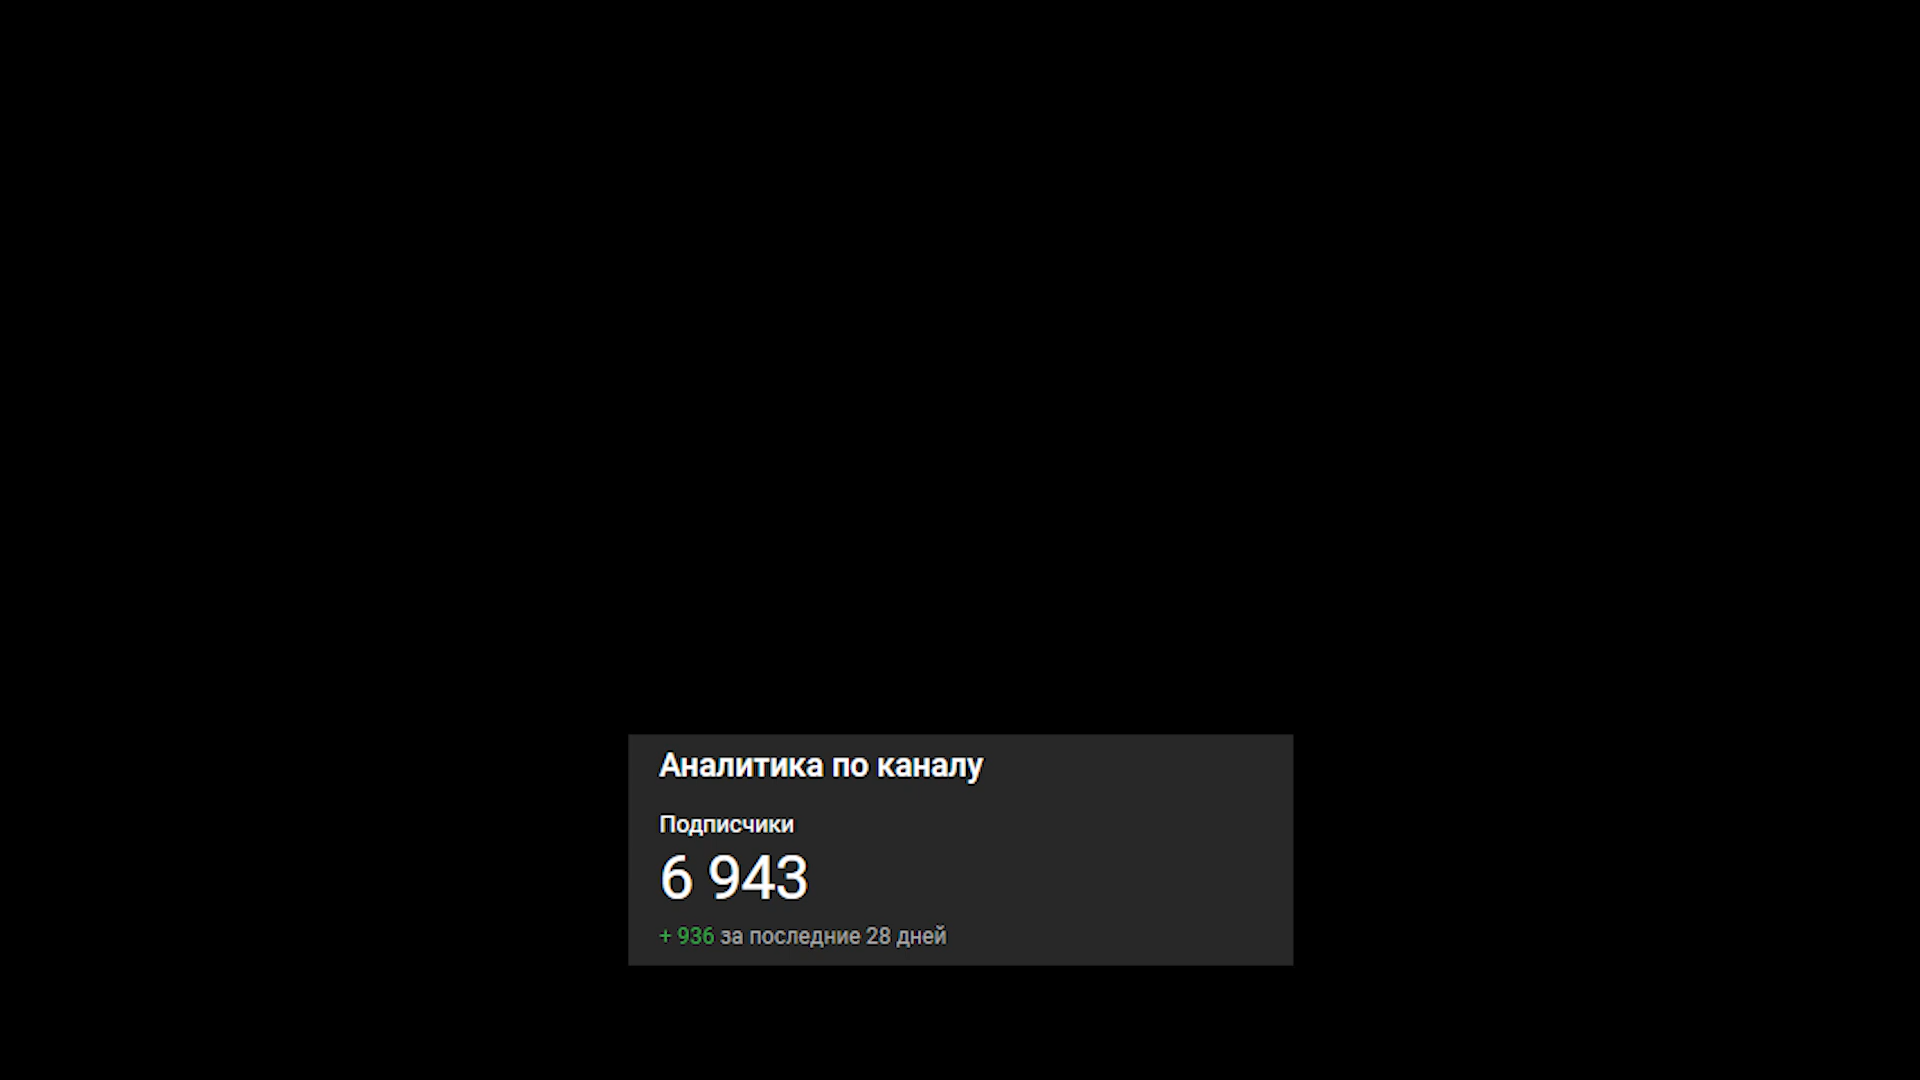 Аналитика по каналу
Подписчики
6 943
+ 936 за последние 28 дней